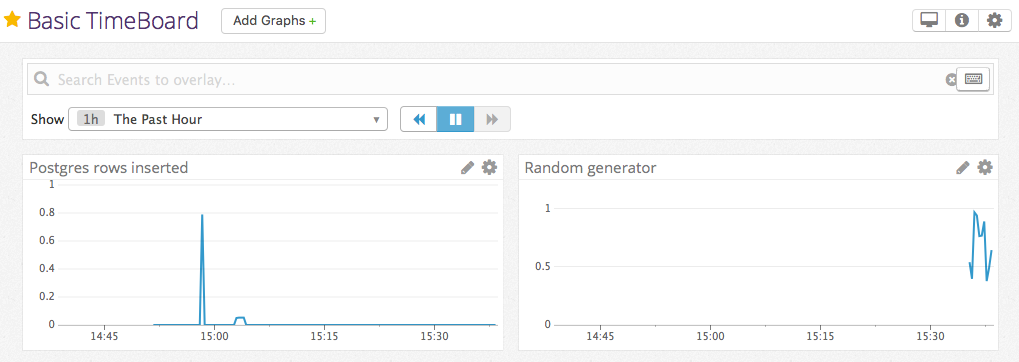 Basic TimeBoard
Add Graphs +
Search Events to overlay...
Show 1h The Past Hour
Postgres rows inserted
1
0.8
0.6
0.4
0.2
0
14:45 15:00 15:15 15:30
Random generator
1
0.5
0
14:45 15:00 15:15 15:30